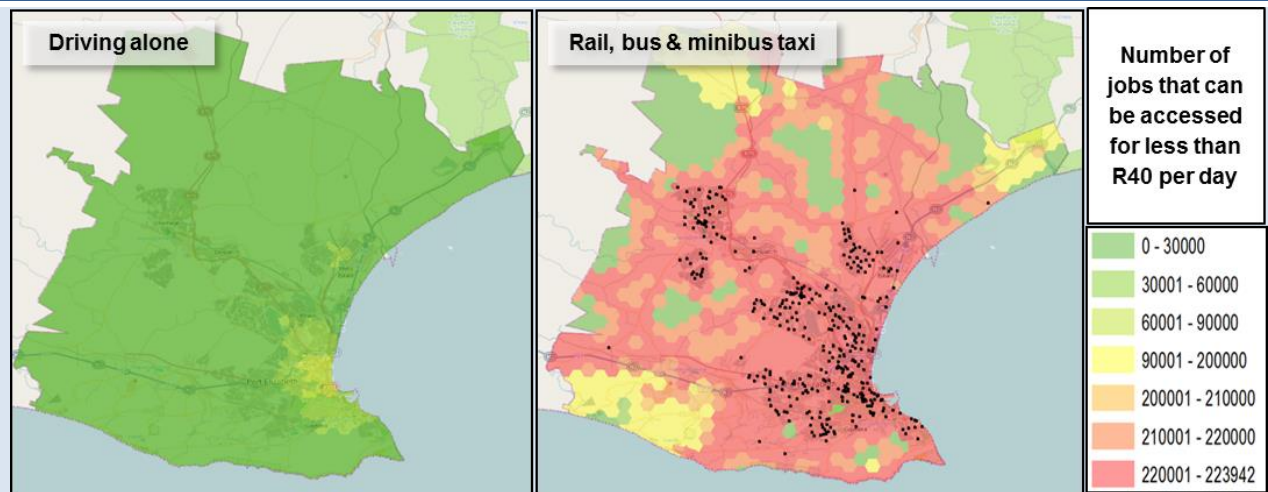 Driving alone
Rail, bus & minibus taxi
Number of
jobs that can
be accessed
for less than
R40 per day
0 - 30000
30001 - 60000
60001 - 90000
90001 - 200000
200001 - 210000
210001 - 220000
220001 - 223942